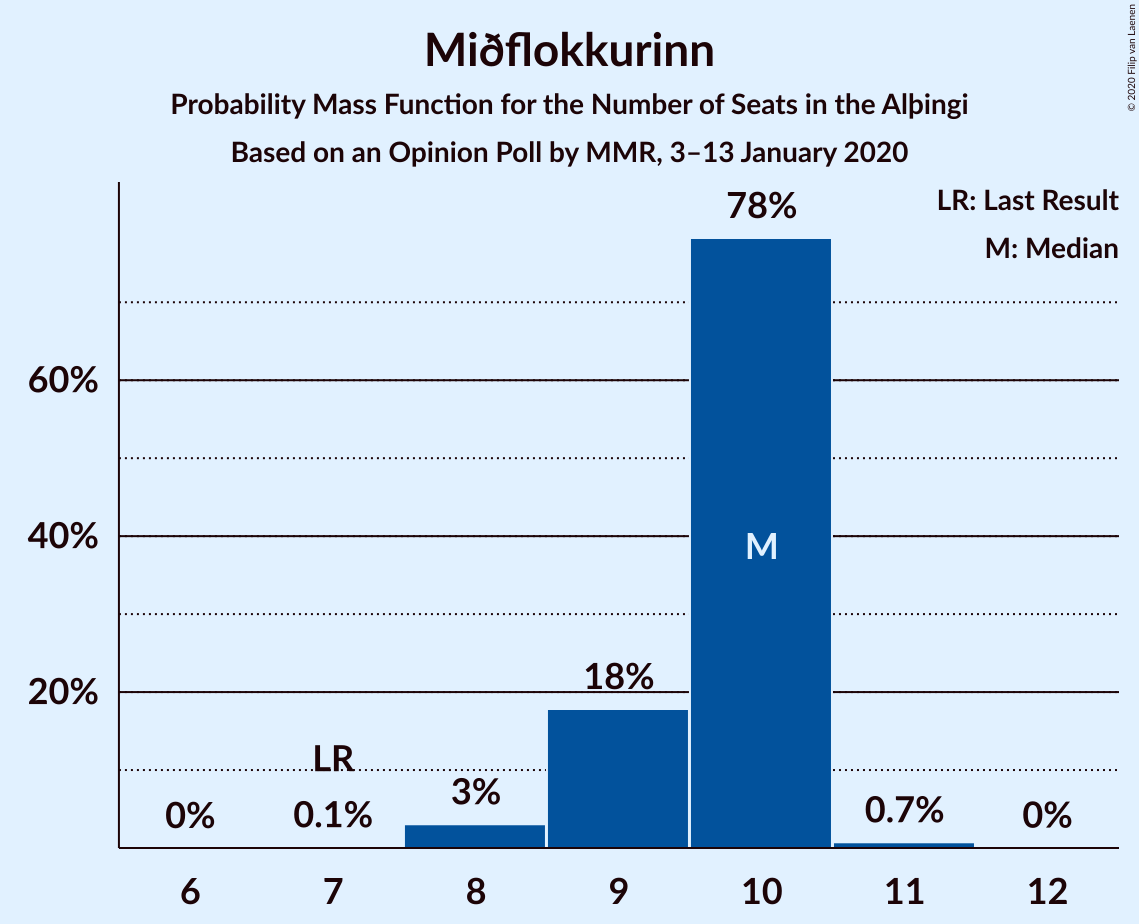 Miðflokkurinn
Probability Mass Function for the Number of Seats in the Alþingi
Based on an Opinion Poll by MMR, 3–13 January 2020
© 2020 Filip van Laenen
LR: Last Result
M: Median
78%
60%
40%
M
20%
18%
LR
3%
0%
0.1%
0.7%
0%
6 7 8 9 10 11 12